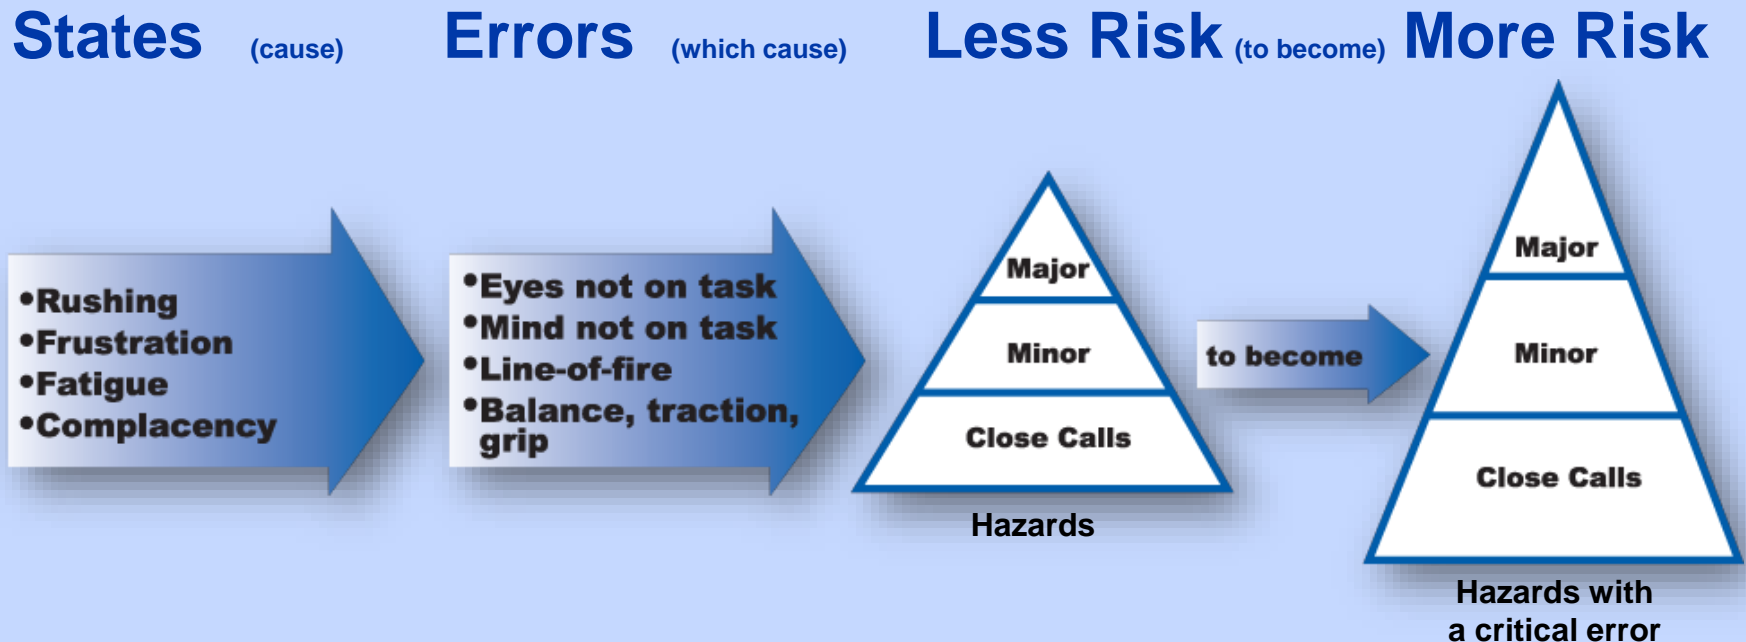 States (cause) Errors (which cause) Less Risk (to become) More Risk
•Rushing
•Frustration
•Fatigue
•Complacency
•Eyes not on task
•Mind not on task
•Line-of-fire
•Balance, traction,
grip
Major
Minor
Close Calls
Hazards
to become
Major
Minor
Close Calls
Hazards with
a critical error